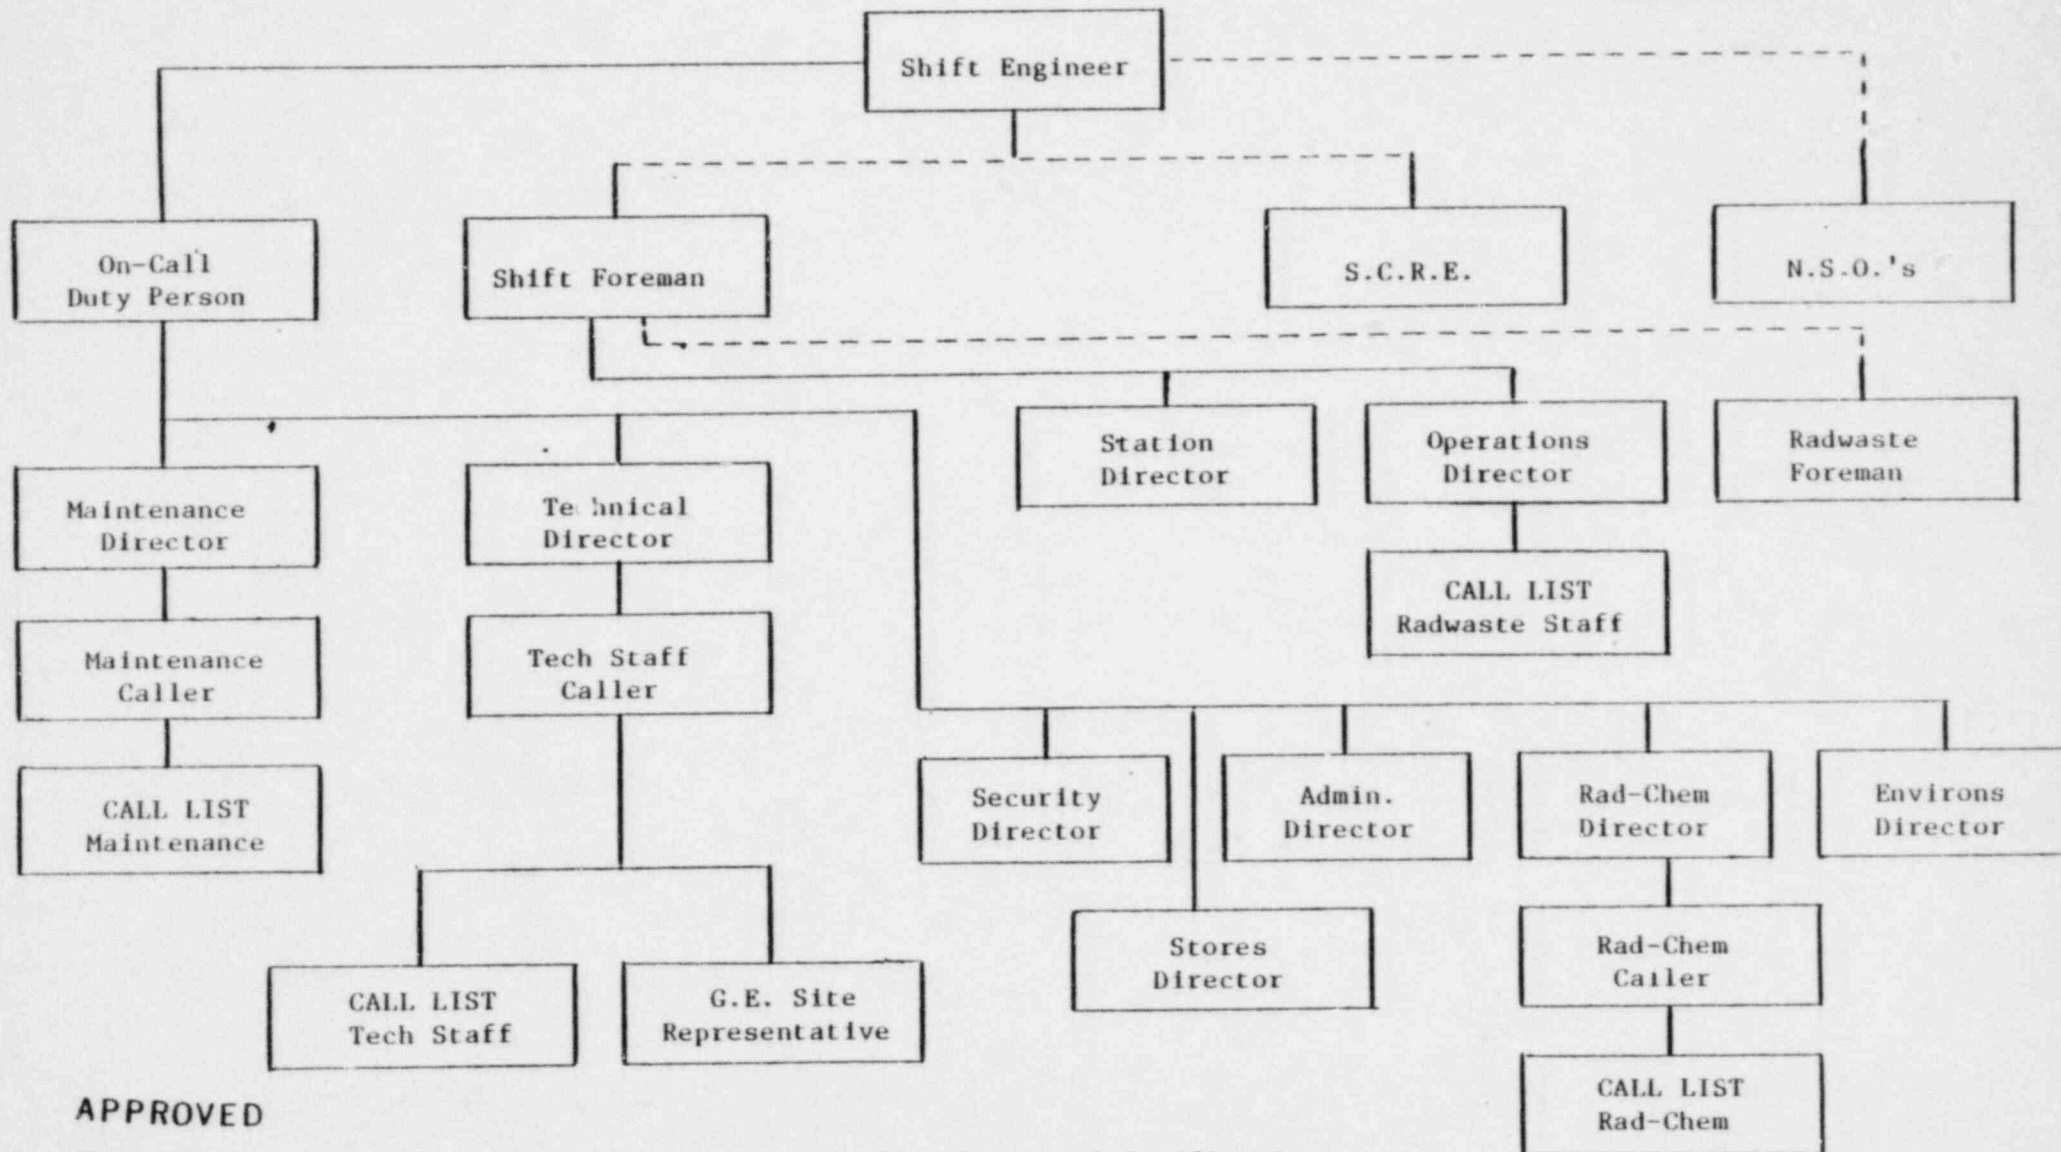 Shift Engineer
On-Call
Duty Person
Shift Foreman
S.C.R.E.
N.S.O.'s
Station
Director
Operations
Director
Radwaste
Foreman
Maintenance
Director
Te hnical
Director
CALL LIST
Radwaste Staff
Maintenance
Caller
Tech Staff
Caller
CALL LIST
Maintenance
Security
Director
Admin.
Director
Rad-Chem
Director
Environs
Director
Stores
Director
Rad-Chem
Caller
CALL LIST
Tech Staff
G.E. Site
Representative
CALL LIST
Rad-Chem
APPROVED